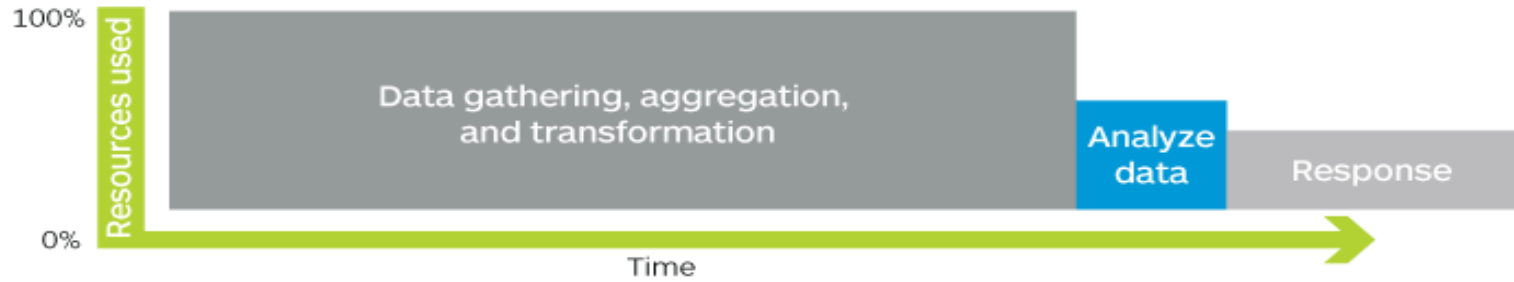 100%
Resources used
Data gathering, aggregation,
and transformation
Analyze
data
Response
0%
Time